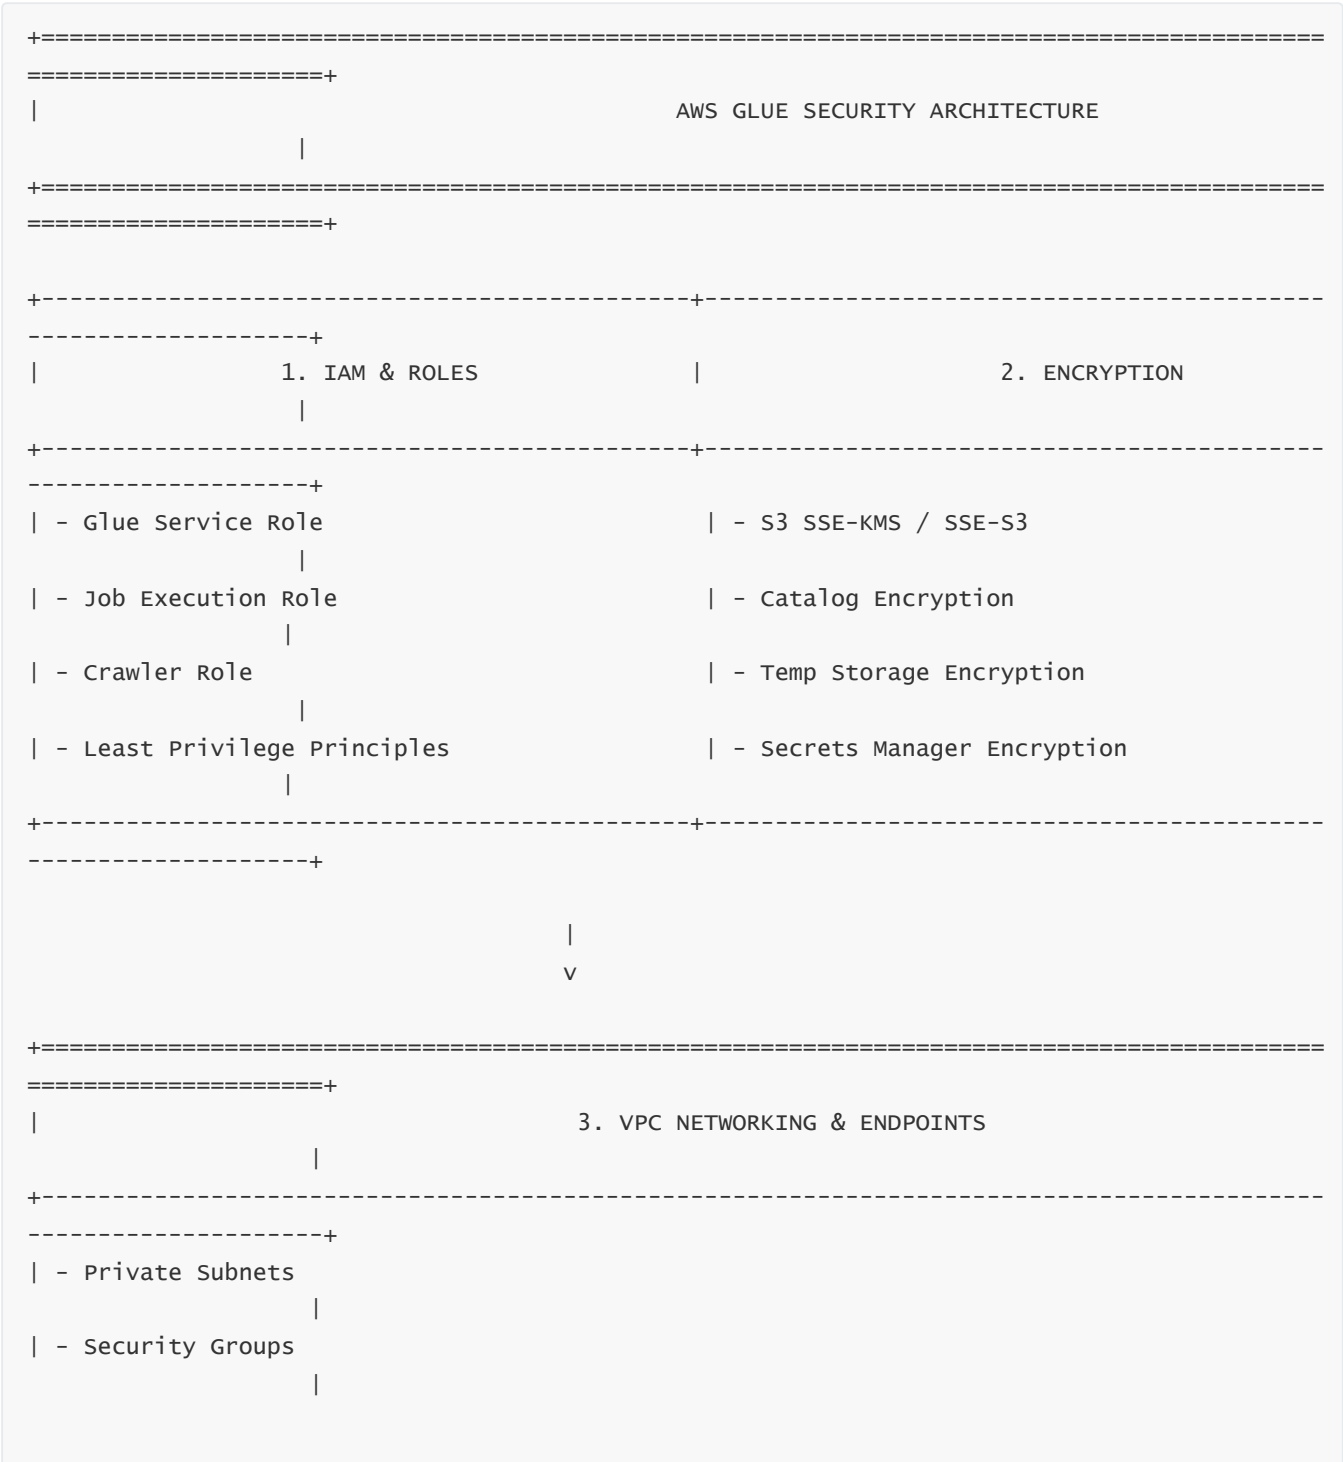 +===========================================================================================
=====================+
|                                             AWS GLUE SECURITY ARCHITECTURE
                   |
+===========================================================================================
=====================+
+----------------------------------------------+--------------------------------------------
--------------------+
|                 1. IAM & ROLES               |                     2. ENCRYPTION
                   |
+----------------------------------------------+--------------------------------------------
--------------------+
| - Glue Service Role                           | - S3 SSE-KMS / SSE-S3
                   |
| - Job Execution Role                          | - Catalog Encryption
                  |
| - Crawler Role                                | - Temp Storage Encryption
                   |
| - Least Privilege Principles                  | - Secrets Manager Encryption
                  |
+----------------------------------------------+--------------------------------------------
--------------------+
                                      |
                                      v
+===========================================================================================
=====================+
|                                      3. VPC NETWORKING & ENDPOINTS
                    |
+-------------------------------------------------------------------------------------------
---------------------+
| - Private Subnets
                    |
| - Security Groups
                    |